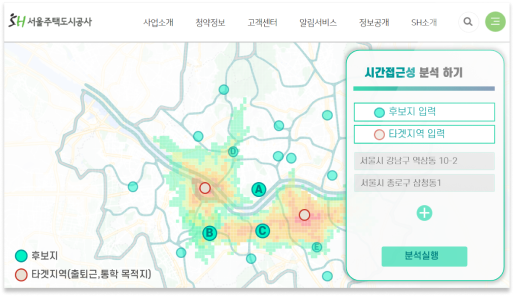 SH 서울주택도시공사
사업소개 청약정보 고객센터 알림서비스 정보공개 SH소개
시간접근성 분석 하기
후보지 입력
타겟지역 입력
서울시 강남구 역삼동 10-2
서울시 종로구 삼청동1
분석실행
D
A
B
C
E
후보지
타겟지역(출퇴근,통학 목적지)